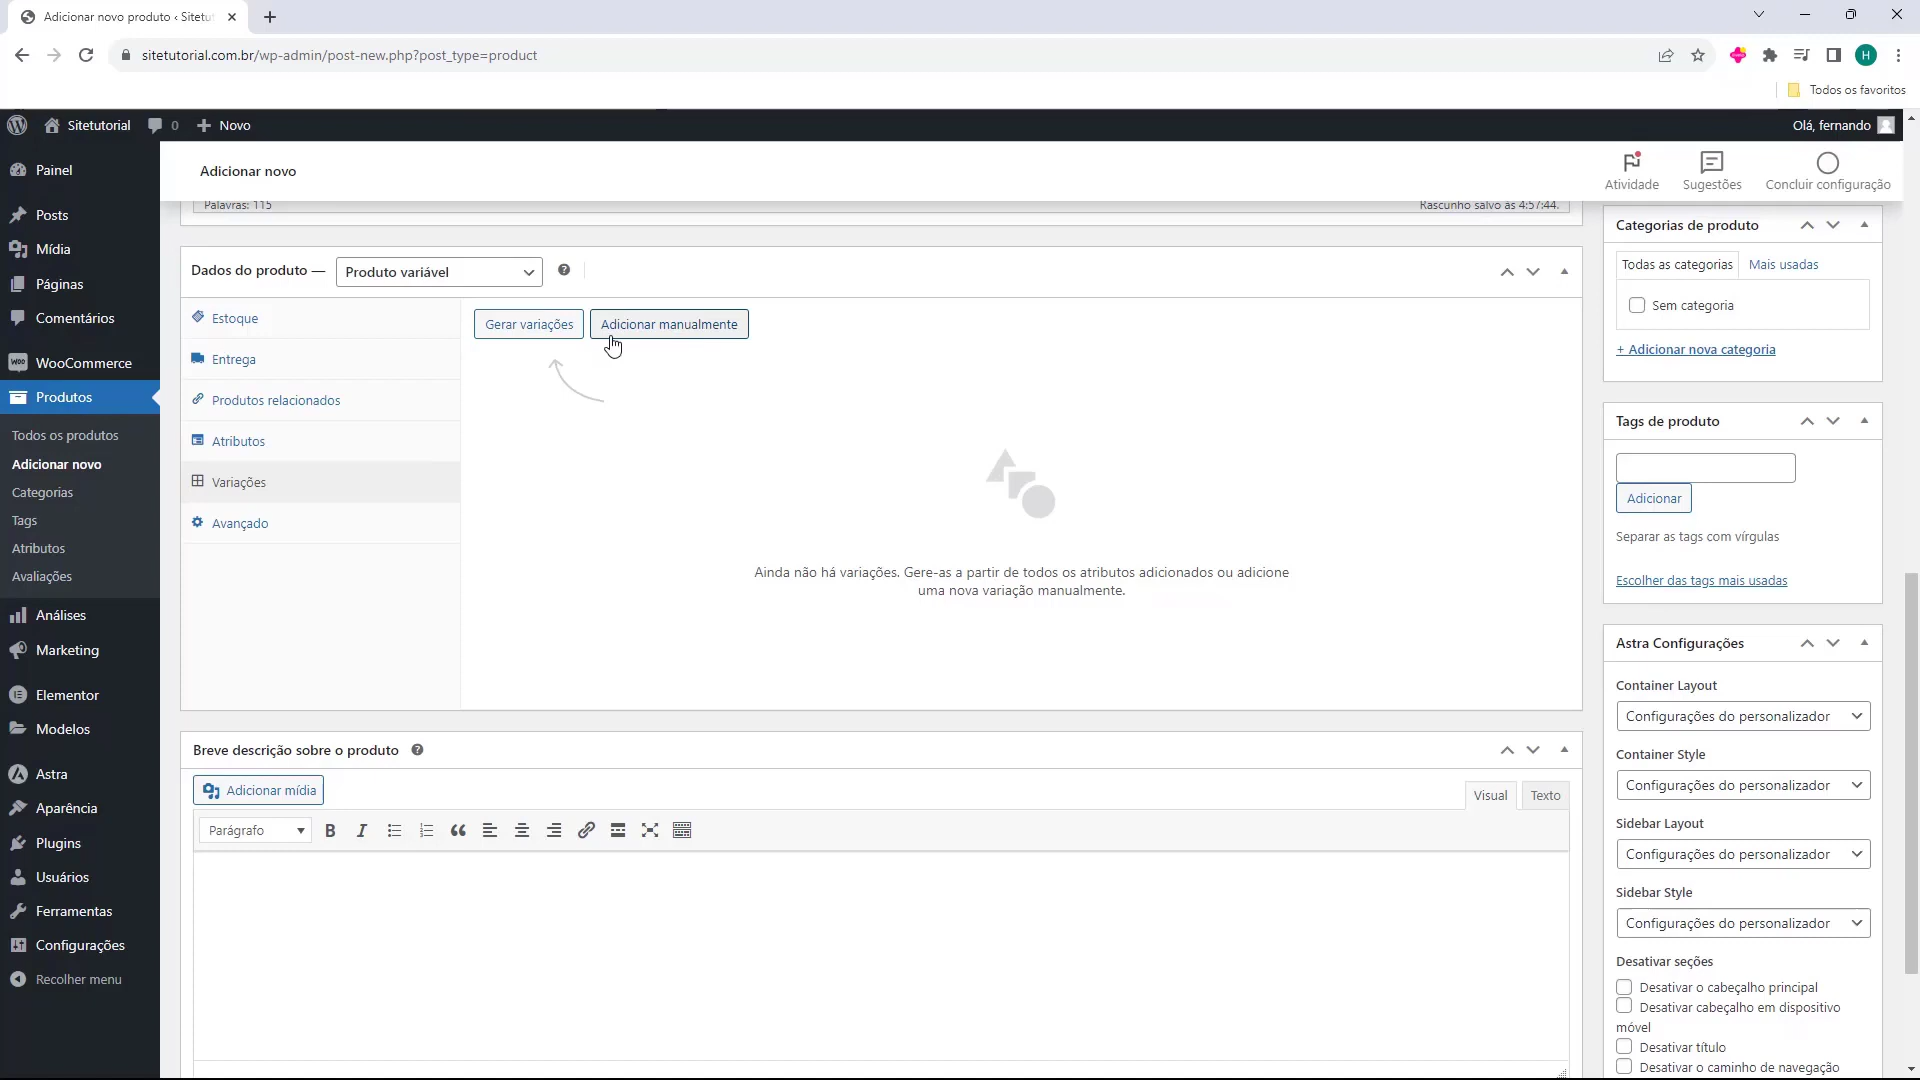 Adicionar novo produto ‹ Sitetu
sitetutorial.com.br/wp-admin/post-new.php?post_type=product
H
Todos os favoritos
Sitetutorial
0
Novo
Olá, fernando
Painel
Posts
Mídia
Páginas
Comentários
WooCommerce
Produtos
Todos os produtos
Adicionar novo
Categorias
Tags
Atributos
Avaliações
Análises
Marketing
Elementor
Modelos
Astra
Aparência
Plugins
Usuários
Ferramentas
Configurações
Recolher menu
Adicionar novo
Atividade
Sugestões
Concluir configuração
Palavras: 115
Rascunho salvo às 4:57:44.
Dados do produto —
Produto variável
Estoque
Entrega
Produtos relacionados
Atributos
Variações
Avançado
Gerar variações
Adicionar manualmente
Ainda não há variações. Gere-as a partir de todos os atributos adicionados ou adicione
uma nova variação manualmente.
Breve descrição sobre o produto
Adicionar mídia
Visual
Texto
Parágrafo
Categorias de produto
Todas as categorias
Mais usadas
Sem categoria
+ Adicionar nova categoria
Tags de produto
Adicionar
Separar as tags com vírgulas
Escolher das tags mais usadas
Astra Configurações
Container Layout
Configurações do personalizador
Container Style
Configurações do personalizador
Sidebar Layout
Configurações do personalizador
Sidebar Style
Configurações do personalizador
Desativar seções
Desativar o cabeçalho principal
Desativar cabeçalho em dispositivo
móvel
Desativar título
Desativar o caminho de navegação